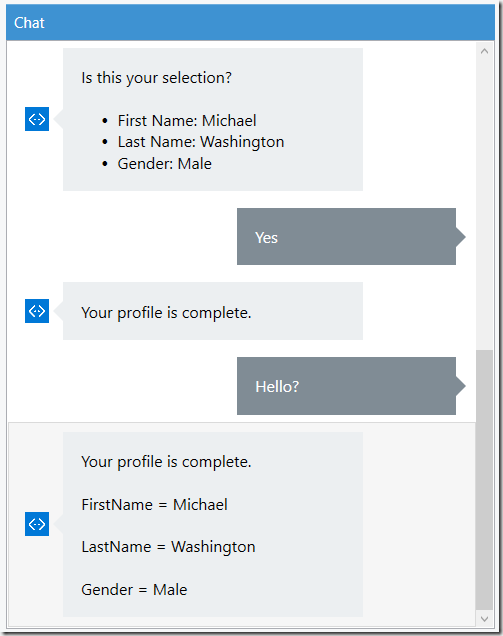 Chat
Is this your selection?
• First Name: Michael
• Last Name: Washington
• Gender: Male
Yes
Your profile is complete.
Hello?
Your profile is complete.
FirstName = Michael
LastName = Washington
Gender = Male